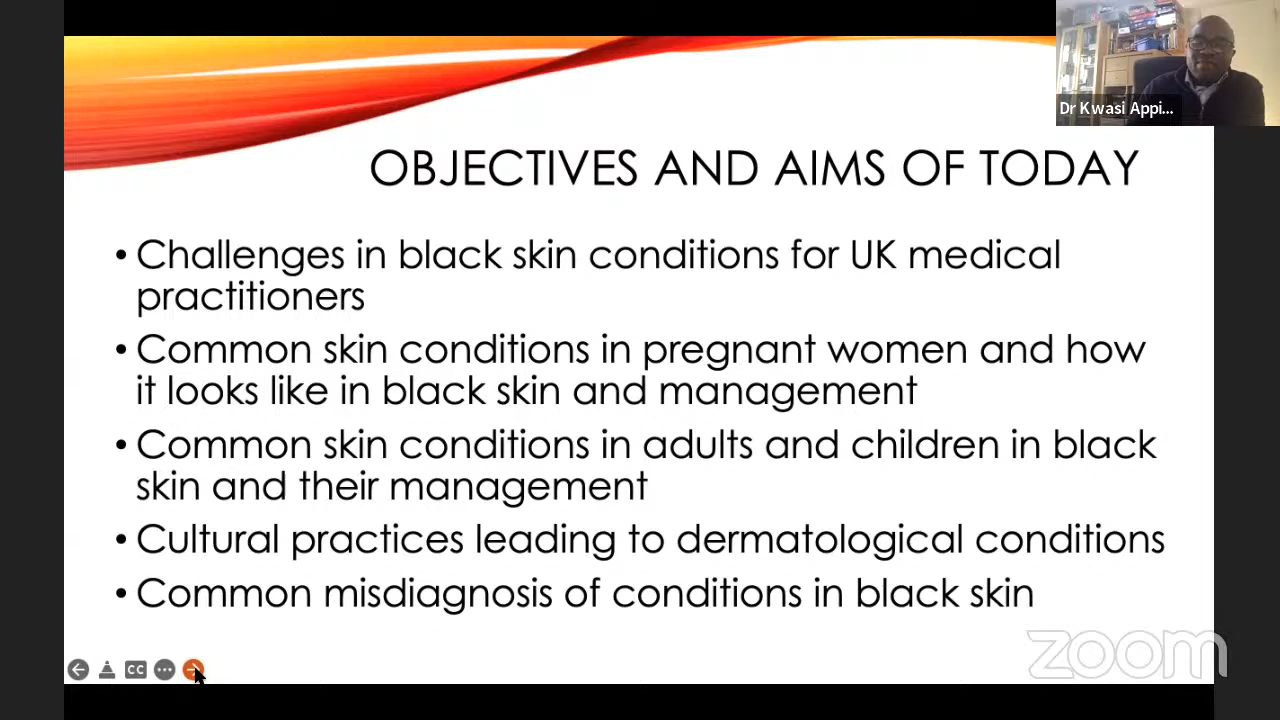 Dr Kwasi Appi...
OBJECTIVES AND AIMS OF TODAY
• Challenges in black skin conditions for UK medical
practitioners
• Common skin conditions in pregnant women and how
it looks like in black skin and management
• Common skin conditions in adults and children in black
skin and their management
• Cultural practices leading to dermatological conditions
• Common misdiagnosis of conditions in black skin
CC
zoom